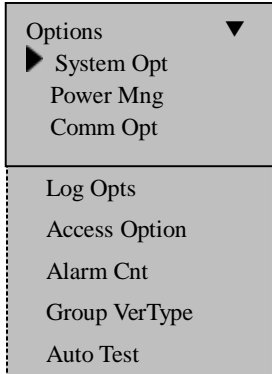 Options ▼
System Opt
Power Mng
Comm Opt
Log Opts
Access Option
Alarm Cnt
Group VerType
Auto Test